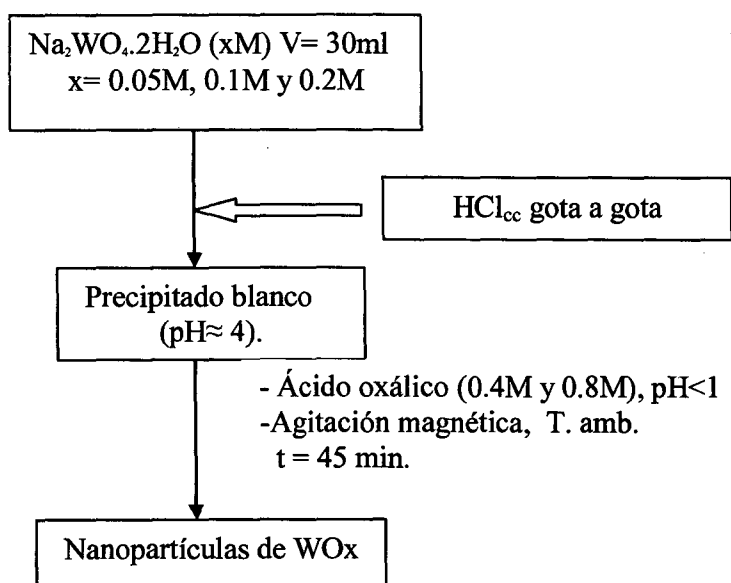 Na₂WO₄.2H₂O (xM) V= 30ml
x= 0.05M, 0.1M y 0.2M
HCl_cc gota a gota
Precipitado blanco
(pH≈ 4).
- Ácido oxálico (0.4M y 0.8M), pH<1
-Agitación magnética, T. amb.
t = 45 min.
Nanopartículas de WOx